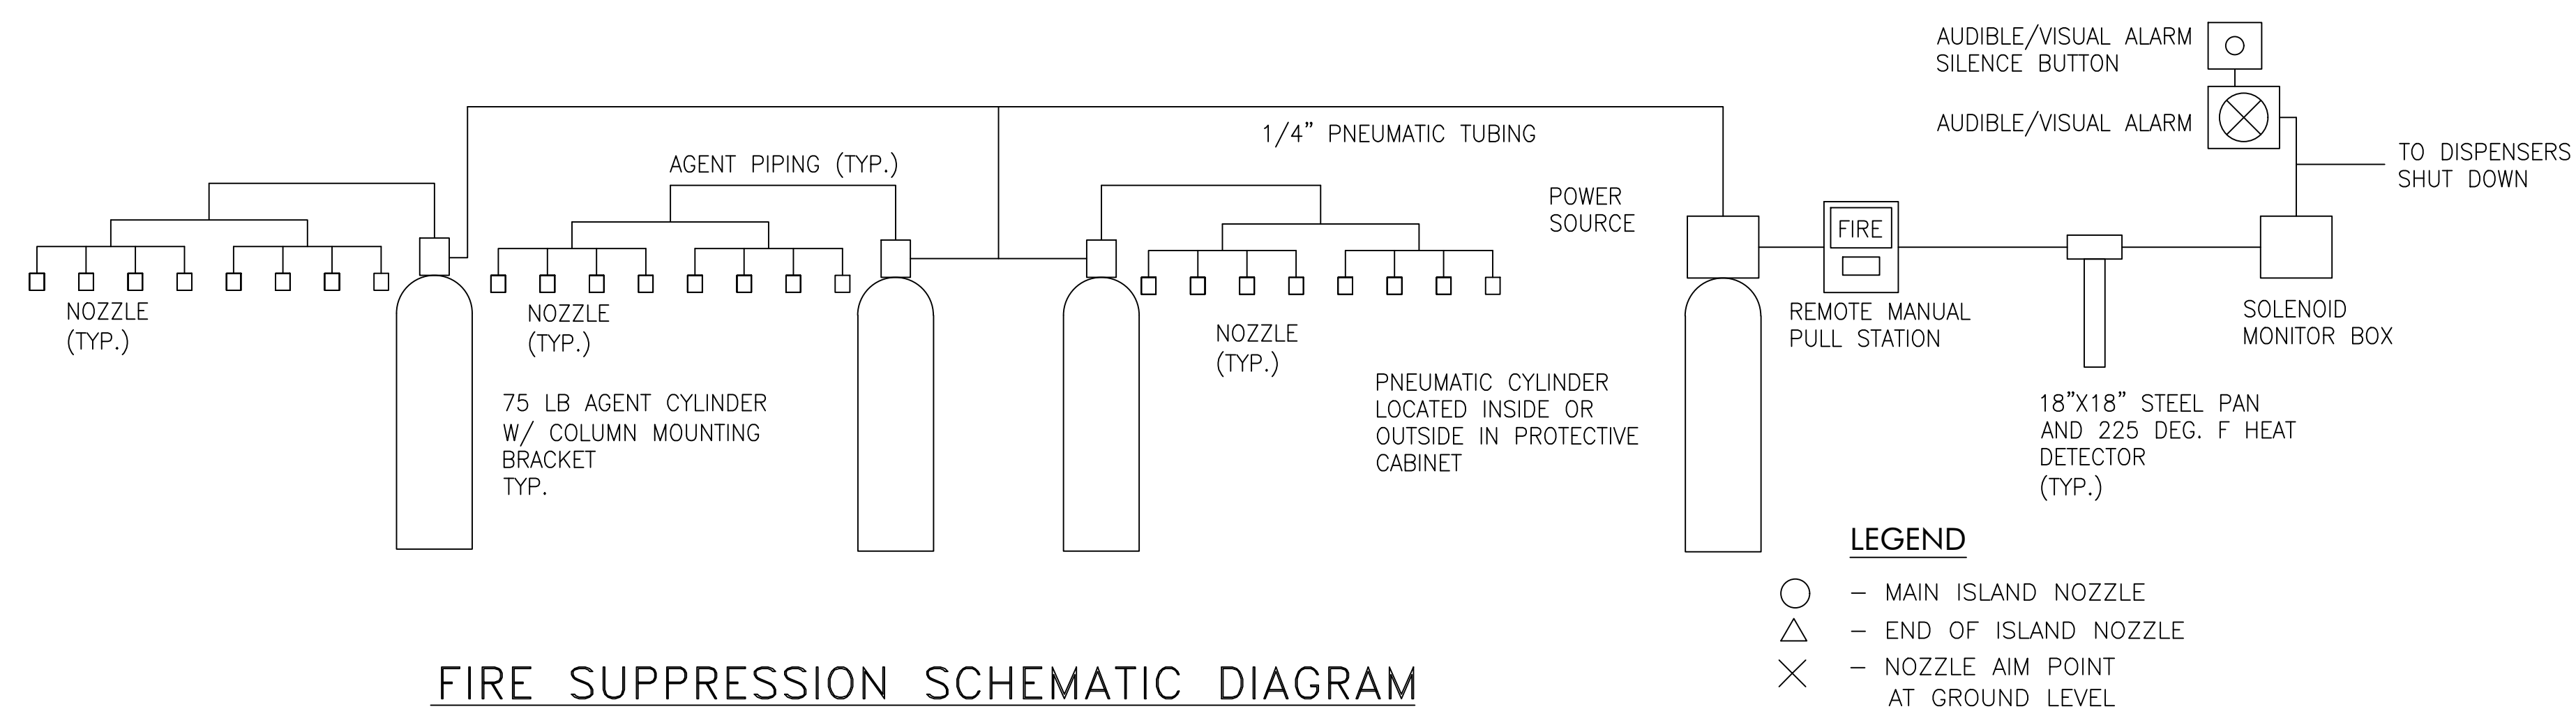 AUDIBLE/VISUAL ALARM
SILENCE BUTTON
AUDIBLE/VISUAL ALARM
TO DISPENSERS
SHUT DOWN
1/4” PNEUMATIC TUBING
AGENT PIPING (TYP.)
POWER
SOURCE
FIRE
NOZZLE
(TYP.)
NOZZLE
(TYP.)
NOZZLE
(TYP.)
REMOTE MANUAL
PULL STATION
SOLENOID
MONITOR BOX
75 LB AGENT CYLINDER
W/ COLUMN MOUNTING
BRACKET
TYP.
PNEUMATIC CYLINDER
LOCATED INSIDE OR
OUTSIDE IN PROTECTIVE
CABINET
18”X18” STEEL PAN
AND 225 DEG. F HEAT
DETECTOR
(TYP.)
LEGEND
– MAIN ISLAND NOZZLE
– END OF ISLAND NOZZLE
– NOZZLE AIM POINT
AT GROUND LEVEL
FIRE SUPPRESSION SCHEMATIC DIAGRAM